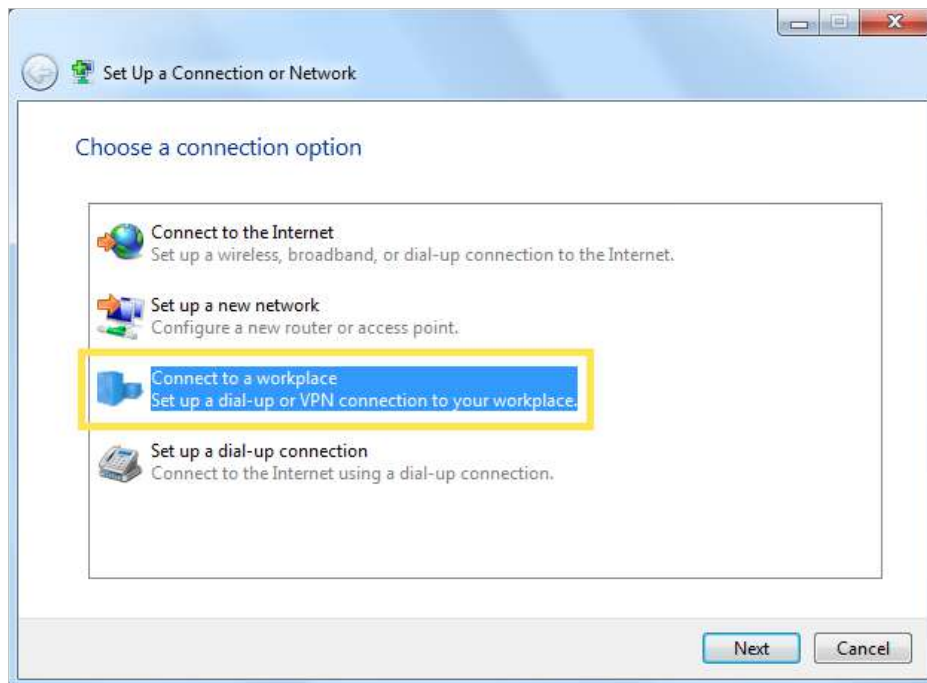 Set Up a Connection or Network
Choose a connection option
Connect to the Internet
Set up a wireless, broadband, or dial-up connection to the Internet.
Set up a new network
Configure a new router or access point.
Connect to a workplace
Set up a dial-up or VPN connection to your workplace.
Set up a dial-up connection
Connect to the Internet using a dial-up connection.
Next Cancel